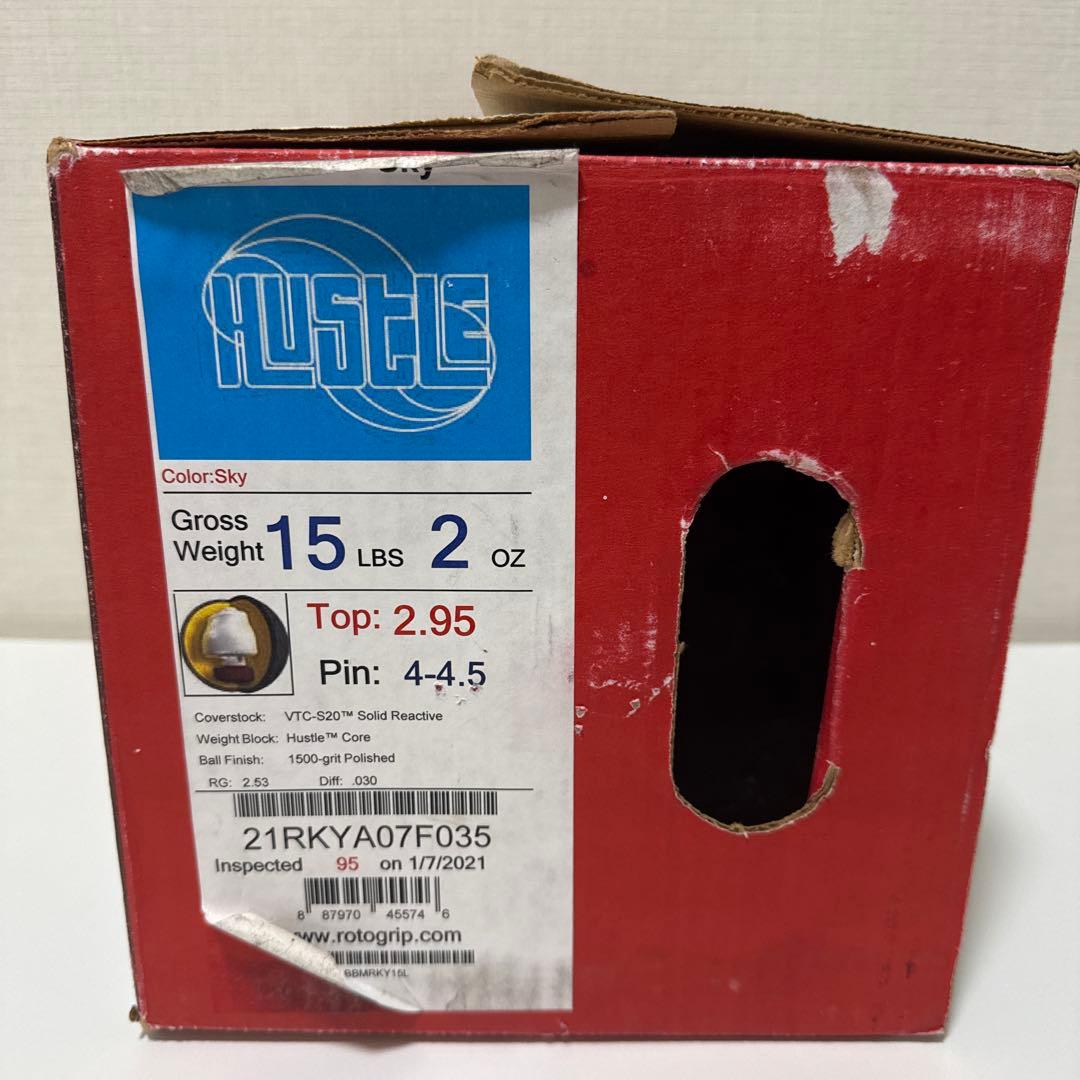 Sky
HUSTLE
Color:Sky
Gross Weight 15 LBS 2 OZ
Top: 2.95
Pin: 4-4.5
Coverstock: VTC-S20™ Solid Reactive
Weight Block: Hustle™ Core
Ball Finish: 1500-grit Polished
RG: 2.53 Diff: .030
21RKYA07F035
Inspected 95 on 1/7/2021
8 87970 45574 6
www.rotogrip.com
BBMRKY15L